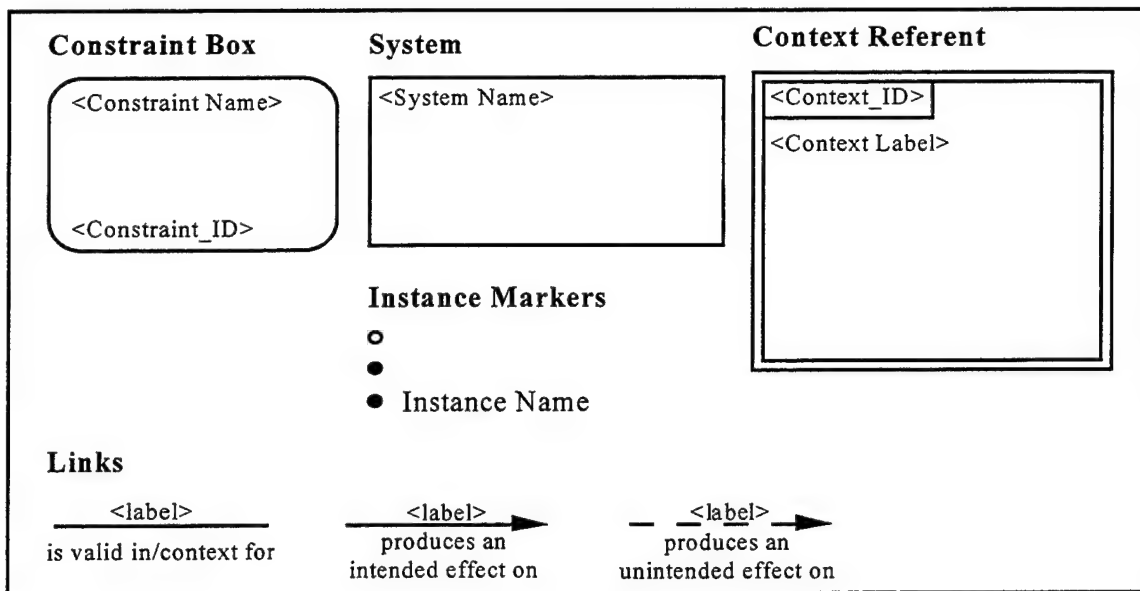 Constraint Box
<Constraint Name>
<Constraint_ID>
System
<System Name>
Context Referent
<Context_ID>
<Context Label>
Instance Markers
Instance Name
Links
<label>
is valid in/context for
<label>
produces an
intended effect on
<label>
produces an
unintended effect on